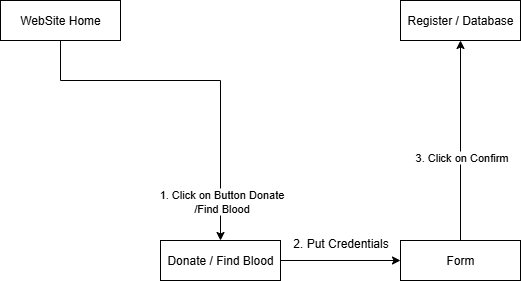 WebSite Home
Register / Database
3. Click on Confirm
1. Click on Button Donate
/Find Blood
2. Put Credentials
Donate / Find Blood
Form